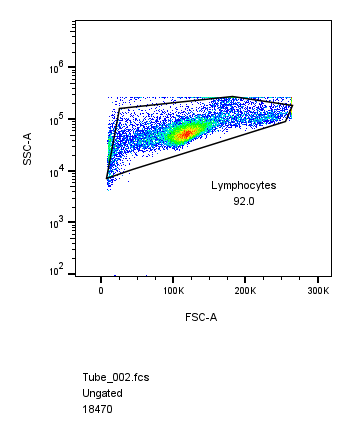 10^6
10^5
10^4
10^3
10^2
SSC-A
Lymphocytes
92.0
0 100K 200K 300K
FSC-A
Tube_002.fcs
Ungated
18470